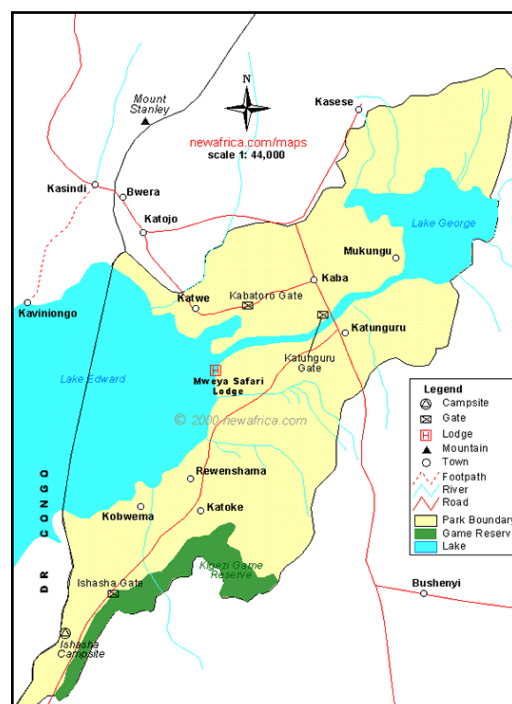 N
Mount
Stanley
Kasese
newafrica.com/maps
scale 1: 44,000
Kasindi
Bwera
Katojo
Lake George
Mukungu
Kaba
Kabatoro Gate
Katwe
Kaviniongo
Katunguru
Katunguru
Gate
Lake Edward
H
Mweya Safari
Lodge
© 2000 newafrica.com
Legend
Campsite
Gate
H Lodge
Mountain
Town
Footpath
River
Road
Park Boundary
Game Reserve
Lake
Rewenshama
Kobwema
Katoke
DR CONGO
Kigezi Game
Reserve
Ishasha Gate
Bushenyi
Ishasha
Campsite